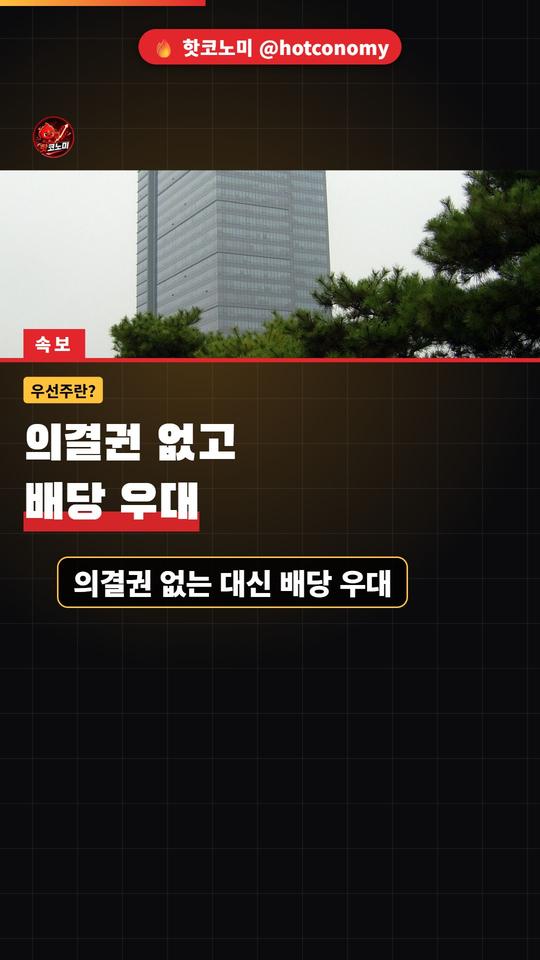 핫코노미 @hotconomy
핫코노미
속보
우선주란?
의결권 없고
배당 우대
의결권 없는 대신 배당 우대